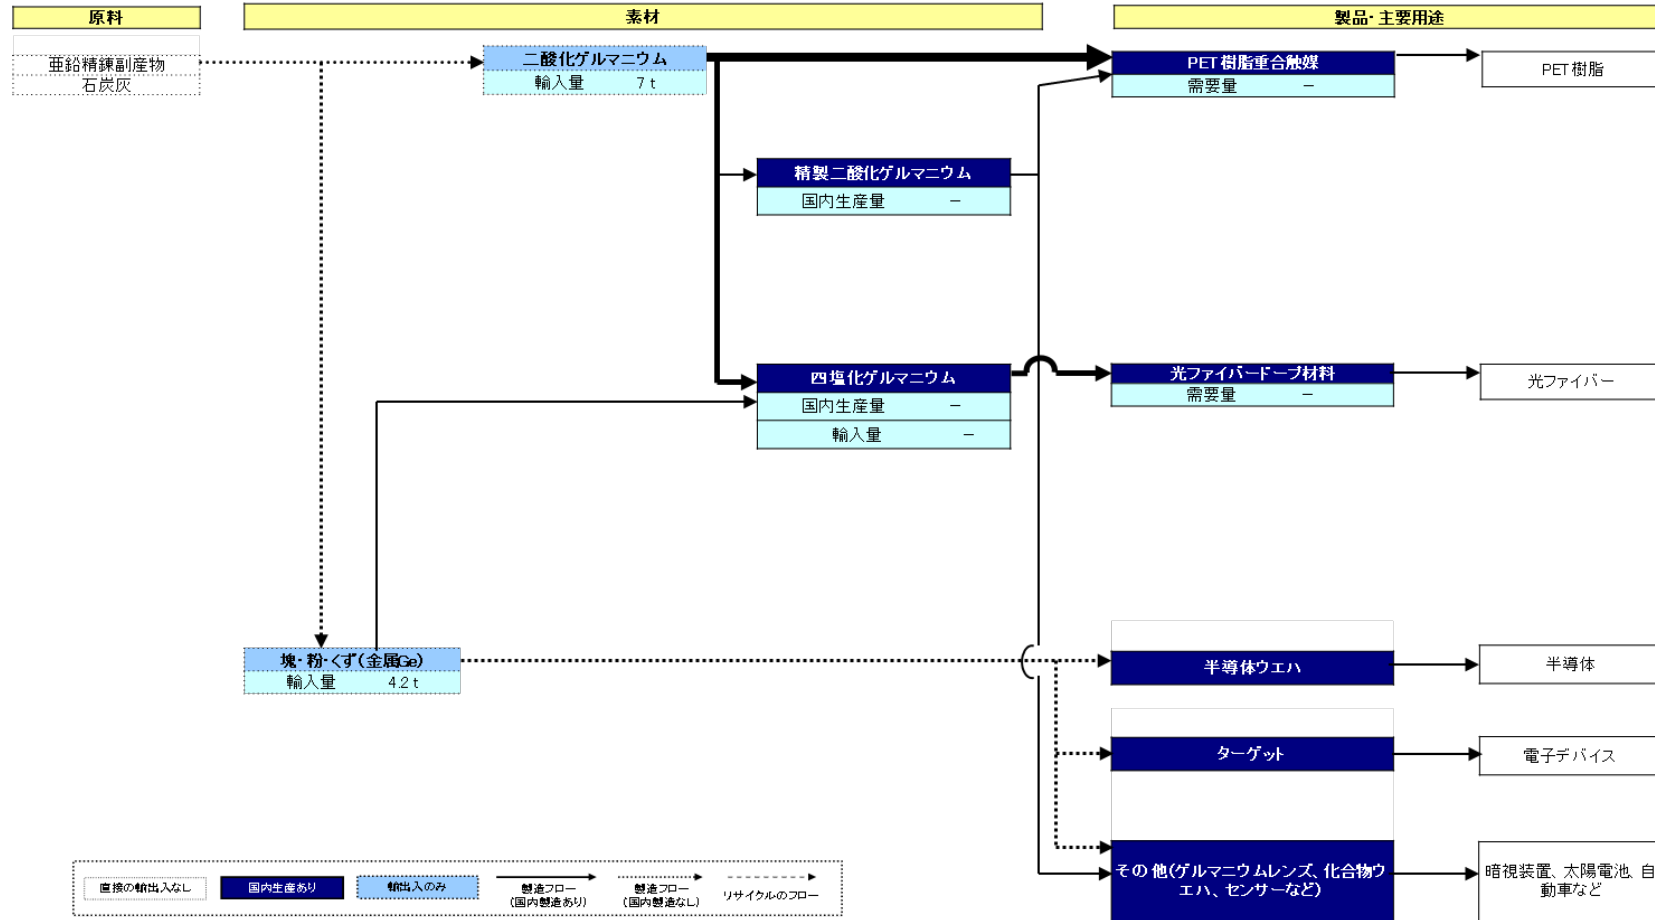 原料
素材
製品・主要用途
亜鉛精錬副産物
石炭灰
二酸化ゲルマニウム
輸入量 7 t
PET 樹脂重合触媒
需要量 －
PET 樹脂
精製二酸化ゲルマニウム
国内生産量 －
四塩化ゲルマニウム
国内生産量 －
輸入量 －
光ファイバードープ材料
需要量 －
光ファイバー
塊・粉・くず(金属Ge)
輸入量 4.2 t
半導体ウエハ
半導体
ターゲット
電子デバイス
その他(ゲルマニウムレンズ、化合物ウ
エハ、センサーなど)
暗視装置、太陽電池、自
動車など
直接の輸出入なし
国内生産あり
輸出入のみ
製造フロー
(国内製造あり)
製造フロー
(国内製造なし)
リサイクルのフロー